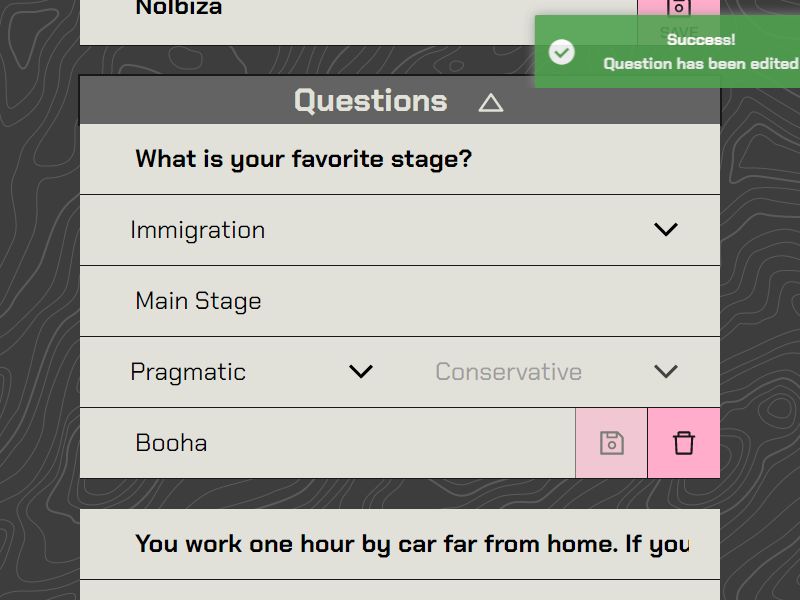 Nolbiza
SAVE
Success!
Question has been edited
Questions
What is your favorite stage?
Immigration
Main Stage
Pragmatic
Conservative
Booha
You work one hour by car far from home. If you